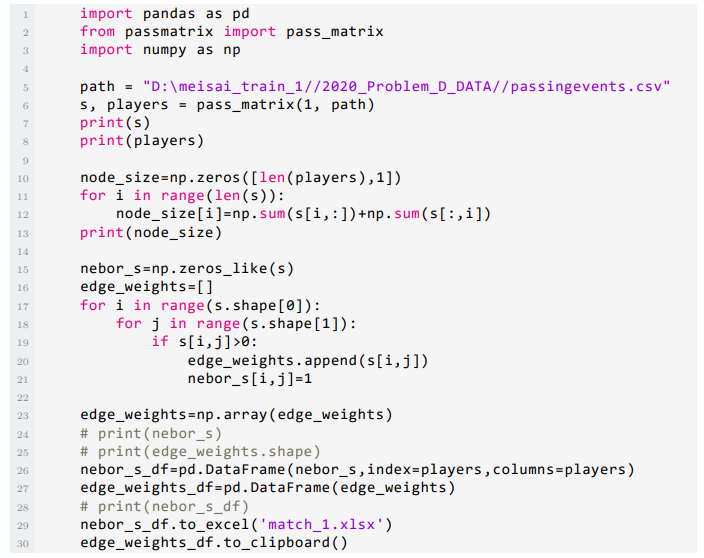 1 import pandas as pd
2 from passmatrix import pass_matrix
3 import numpy as np
4
5 path = "D:\meisai_train_1//2020_Problem_D_DATA//passingevents.csv"
6 s, players = pass_matrix(1, path)
7 print(s)
8 print(players)
9
10 node_size=np.zeros([len(players),1])
11 for i in range(len(s)):
12     node_size[i]=np.sum(s[i,:])+np.sum(s[:,i])
13 print(node_size)
14
15 nebor_s=np.zeros_like(s)
16 edge_weights=[]
17 for i in range(s.shape[0]):
18     for j in range(s.shape[1]):
19         if s[i,j]>0:
20             edge_weights.append(s[i,j])
21             nebor_s[i,j]=1
22
23 edge_weights=np.array(edge_weights)
24 # print(nebor_s)
25 # print(edge_weights.shape)
26 nebor_s_df=pd.DataFrame(nebor_s,index=players,columns=players)
27 edge_weights_df=pd.DataFrame(edge_weights)
28 # print(nebor_s_df)
29 nebor_s_df.to_excel('match_1.xlsx')
30 edge_weights_df.to_clipboard()